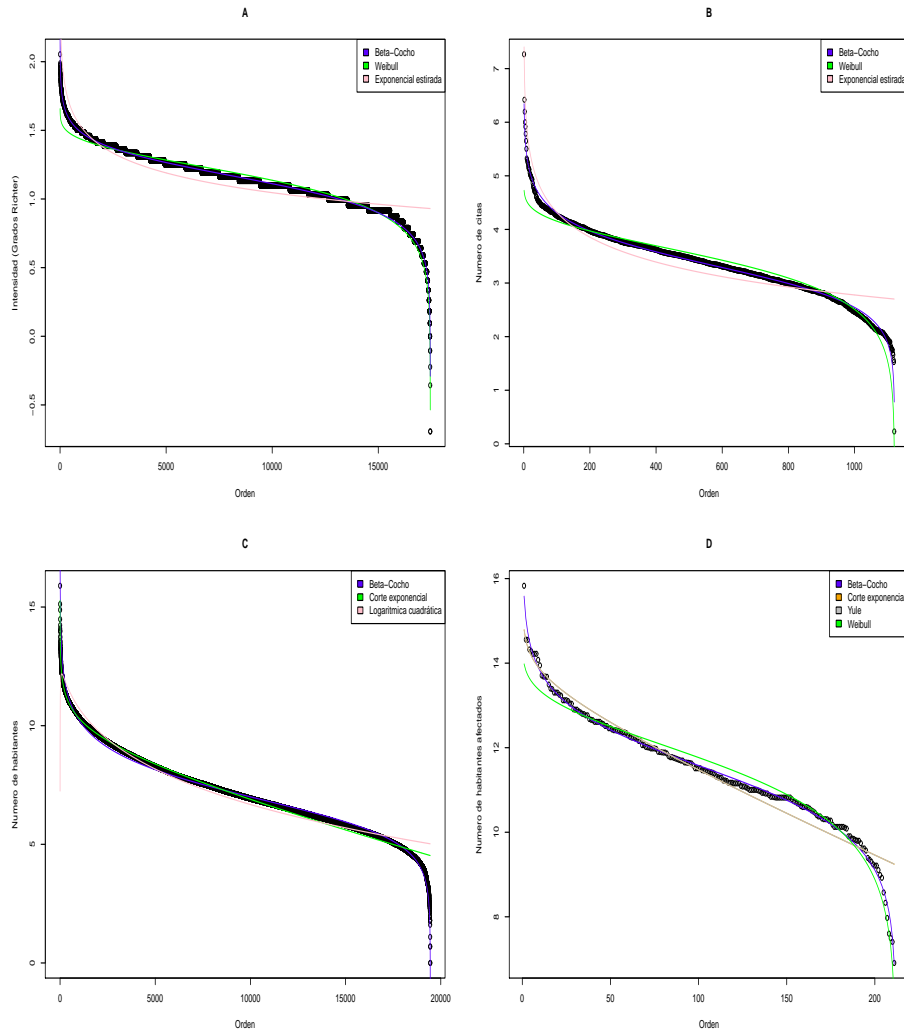 A
Beta-Cocho
Weibull
Exponencial estirada
Intensidad (Grados Richter)
2.0
1.5
1.0
0.5
0.0
-0.5
0
5000
10000
15000
Orden
B
Beta-Cocho
Weibull
Exponencial estirada
Numero de citas
7
6
5
4
3
2
1
0
0
200
400
600
800
1000
Orden
C
Beta-Cocho
Corte exponencial
Logaritmica cuadrática
Numero de habitantes
15
10
5
0
0
5000
10000
15000
20000
Orden
D
Beta-Cocho
Corte exponencial
Yule
Weibull
Numero de habitantes afectados
16
14
12
10
8
0
50
100
150
200
Orden